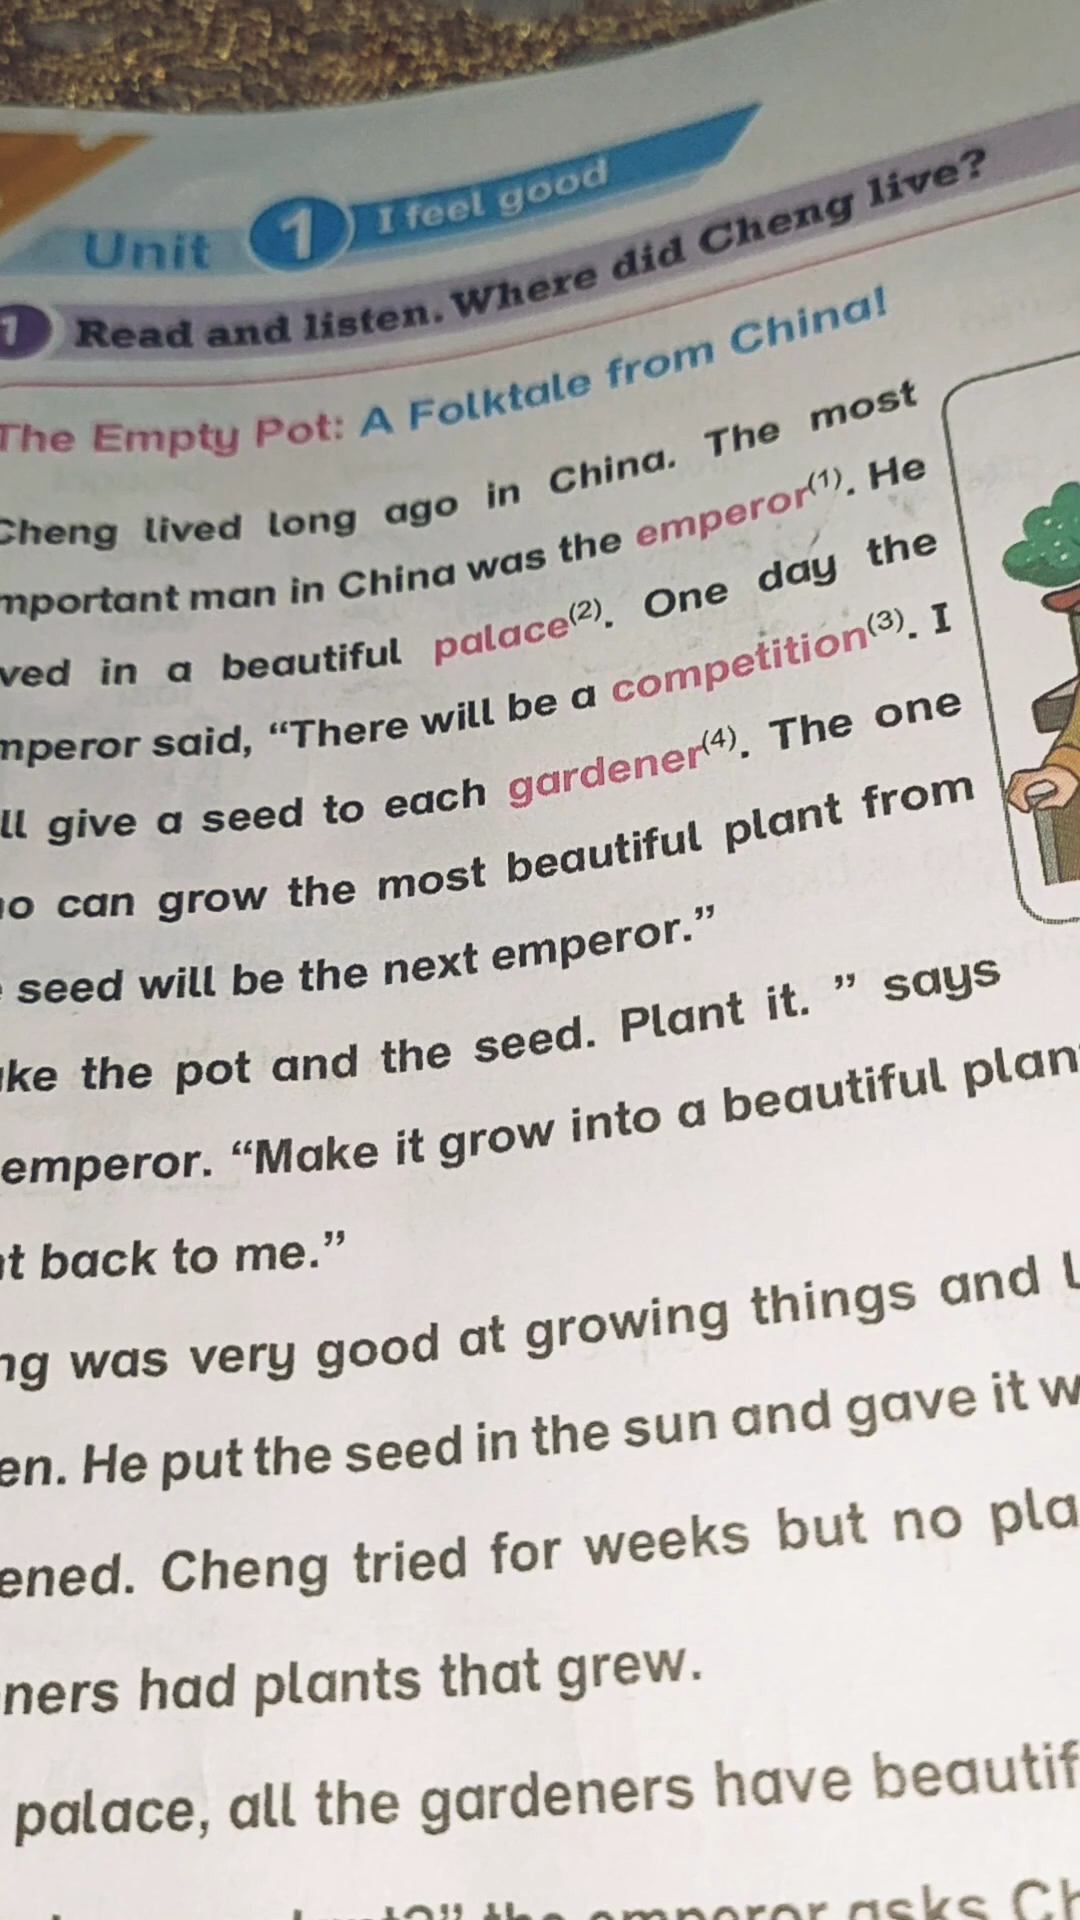 Unit 1 I feel good
1 Read and listen. Where did Cheng live?
The Empty Pot: A Folktale from China!
Cheng lived long ago in China. The most
mportant man in China was the emperor(1). He
ved in a beautiful palace(2). One day the
mperor said, “There will be a competition(3). I
ll give a seed to each gardener(4). The one
o can grow the most beautiful plant from
seed will be the next emperor.”
ke the pot and the seed. Plant it. ” says
emperor. “Make it grow into a beautiful plan
t back to me.”
ng was very good at growing things and
en. He put the seed in the sun and gave it w
ened. Cheng tried for weeks but no pla
ners had plants that grew.
palace, all the gardeners have beautif
emperor asks Ch